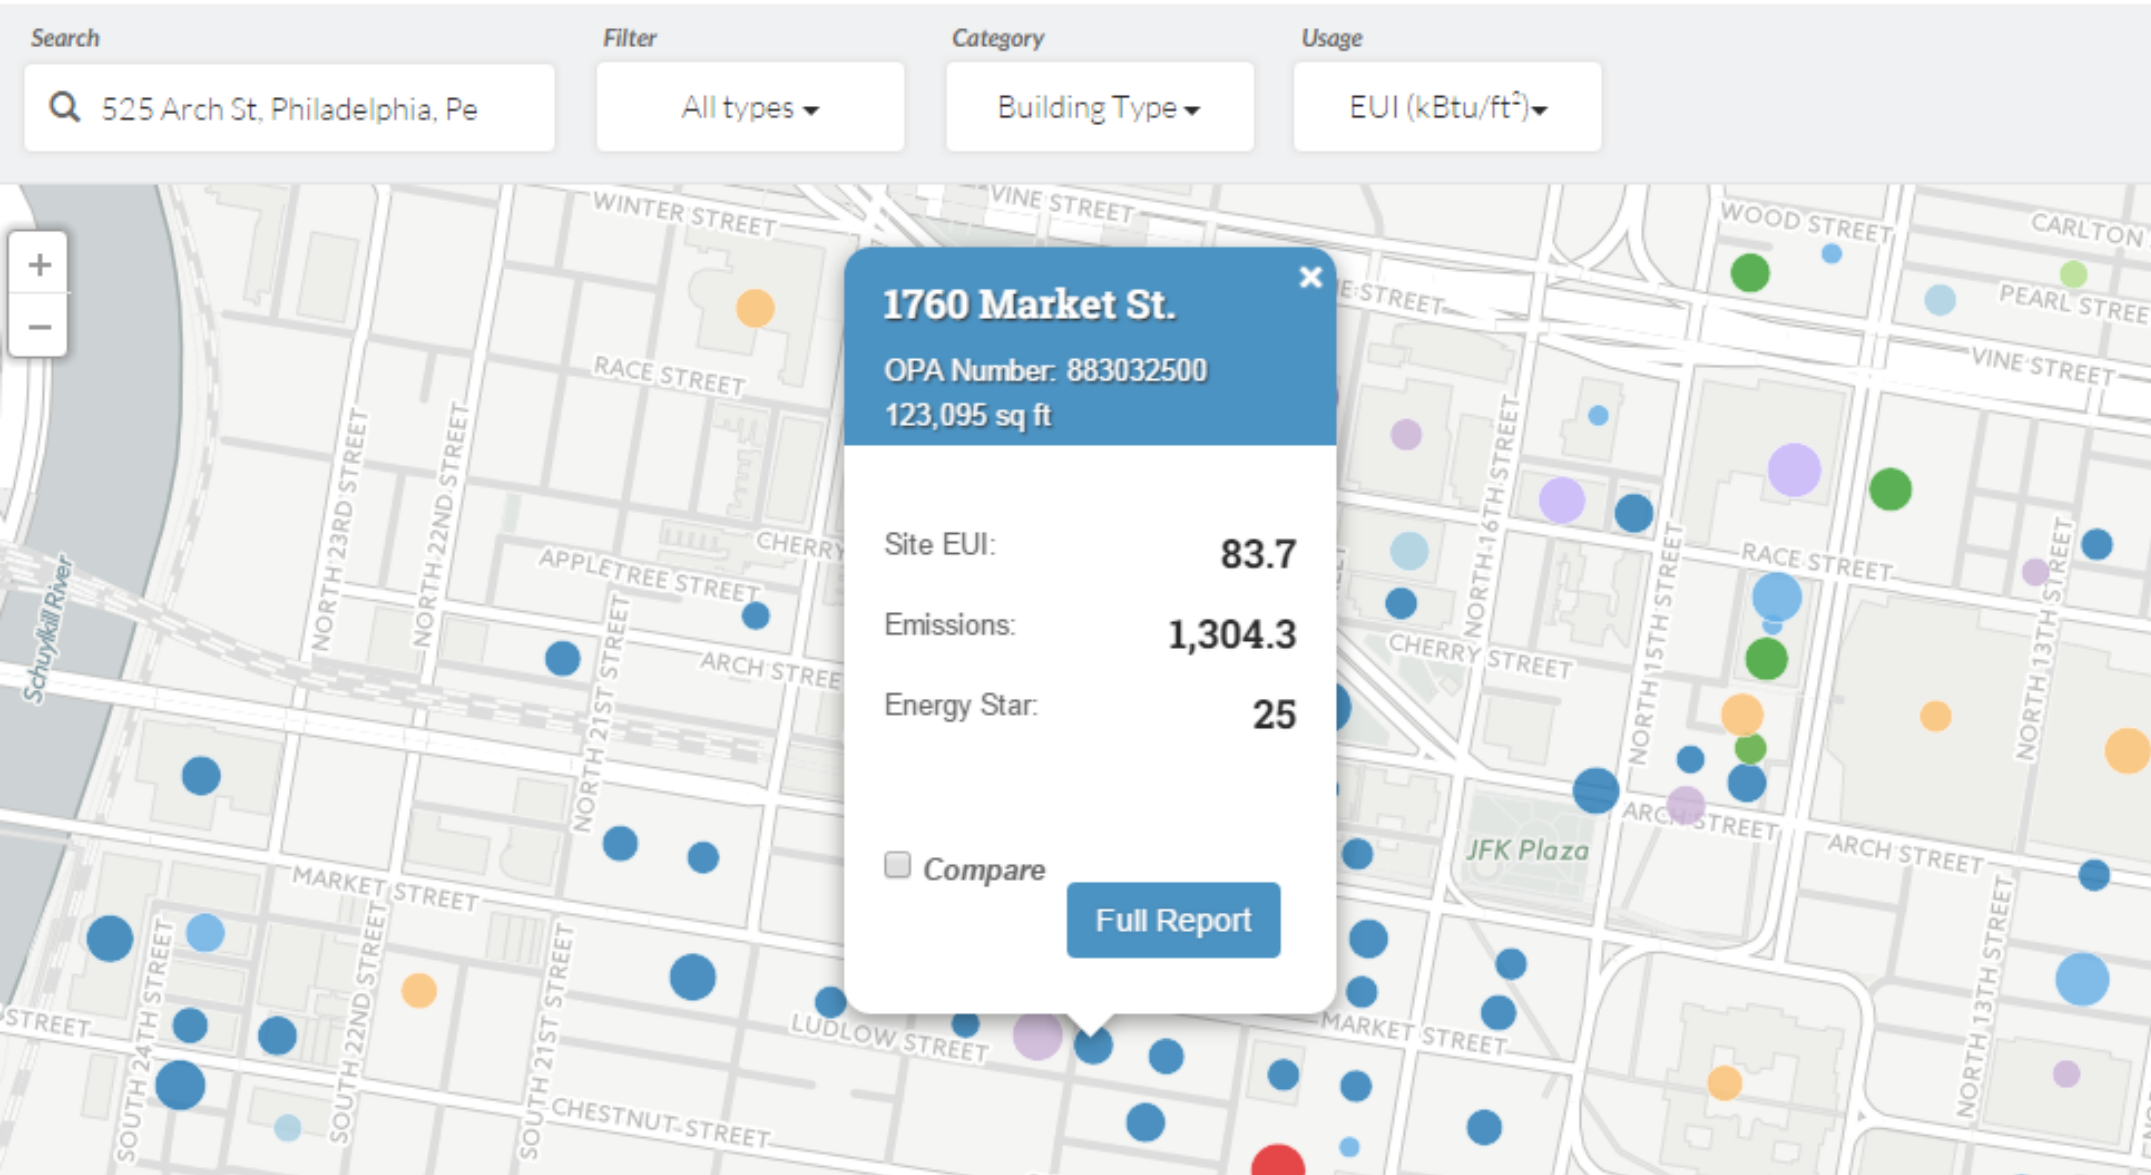 Search
Filter
Category
Usage
525 Arch St, Philadelphia, Pe
All types
Building Type
EUI (kBtu/ft²)
+
−
WINTER STREET
VINE STREET
WOOD STREET
CARLTON
PEARL STREE
VINE STREET
E STREET
1760 Market St.
×
OPA Number: 883032500
123,095 sq ft
RACE STREET
NORTH 23RD STREET
NORTH 22ND STREET
NORTH 16TH STREET
Site EUI:
83.7
CHERRY
APPLETREE STREET
Schuylkill River
RACE STREET
NORTH 15TH STREET
NORTH 13TH STREET
Emissions:
1,304.3
NORTH 21ST STREET
ARCH STREE
CHERRY STREET
Energy Star:
25
ARCH STREET
JFK Plaza
ARCH STREET
MARKET STREET
Compare
Full Report
SOUTH 24TH STREET
SOUTH 22ND STREET
SOUTH 21ST STREET
NORTH 13TH STREET
STREET
LUDLOW STREET
MARKET STREET
CHESTNUT STREET